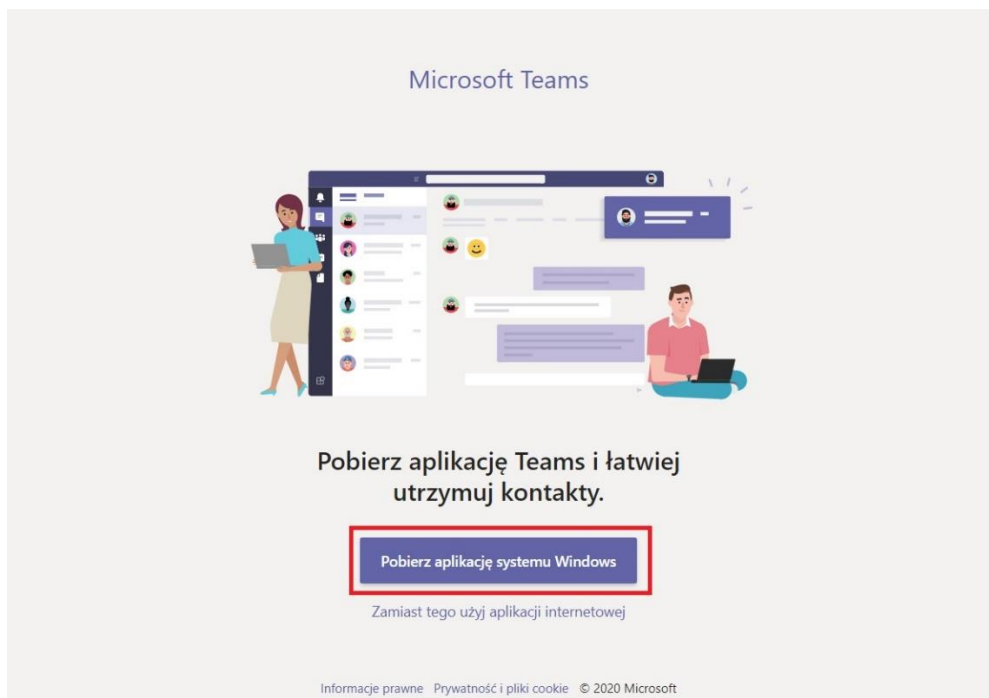 Microsoft Teams
Pobierz aplikację Teams i łatwiej
utrzymuj kontakty.
Pobierz aplikację systemu Windows
Zamiast tego użyj aplikacji internetowej
Informacje prawne Prywatność i pliki cookie © 2020 Microsoft